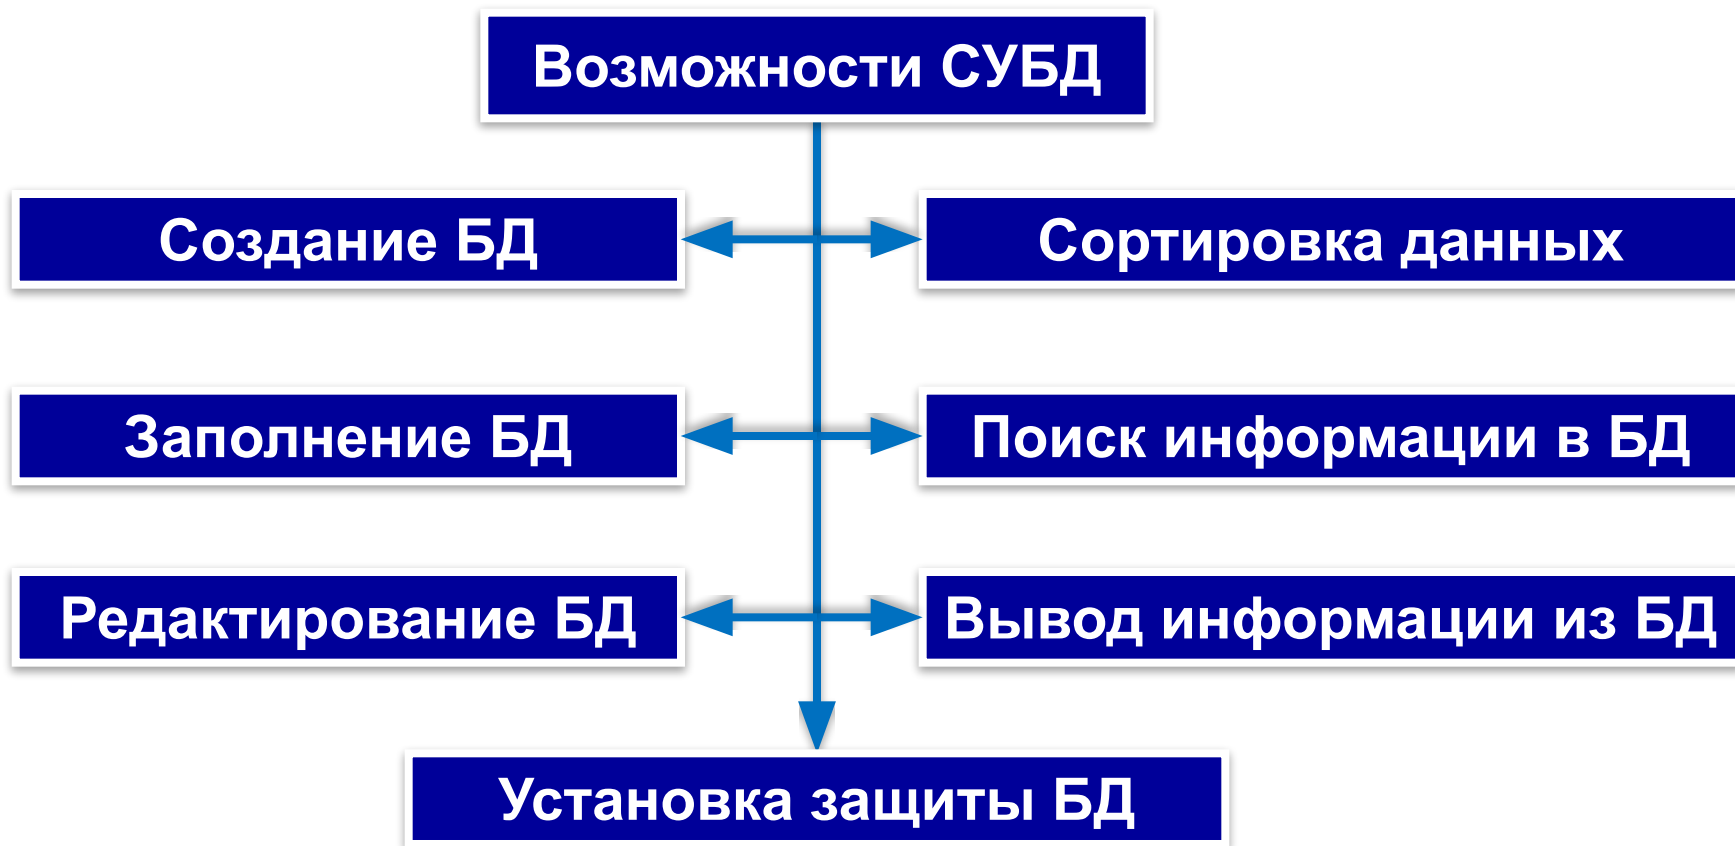 Возможности СУБД
Создание БД
Сортировка данных
Заполнение БД
Поиск информации в БД
Редактирование БД
Вывод информации из БД
Установка защиты БД